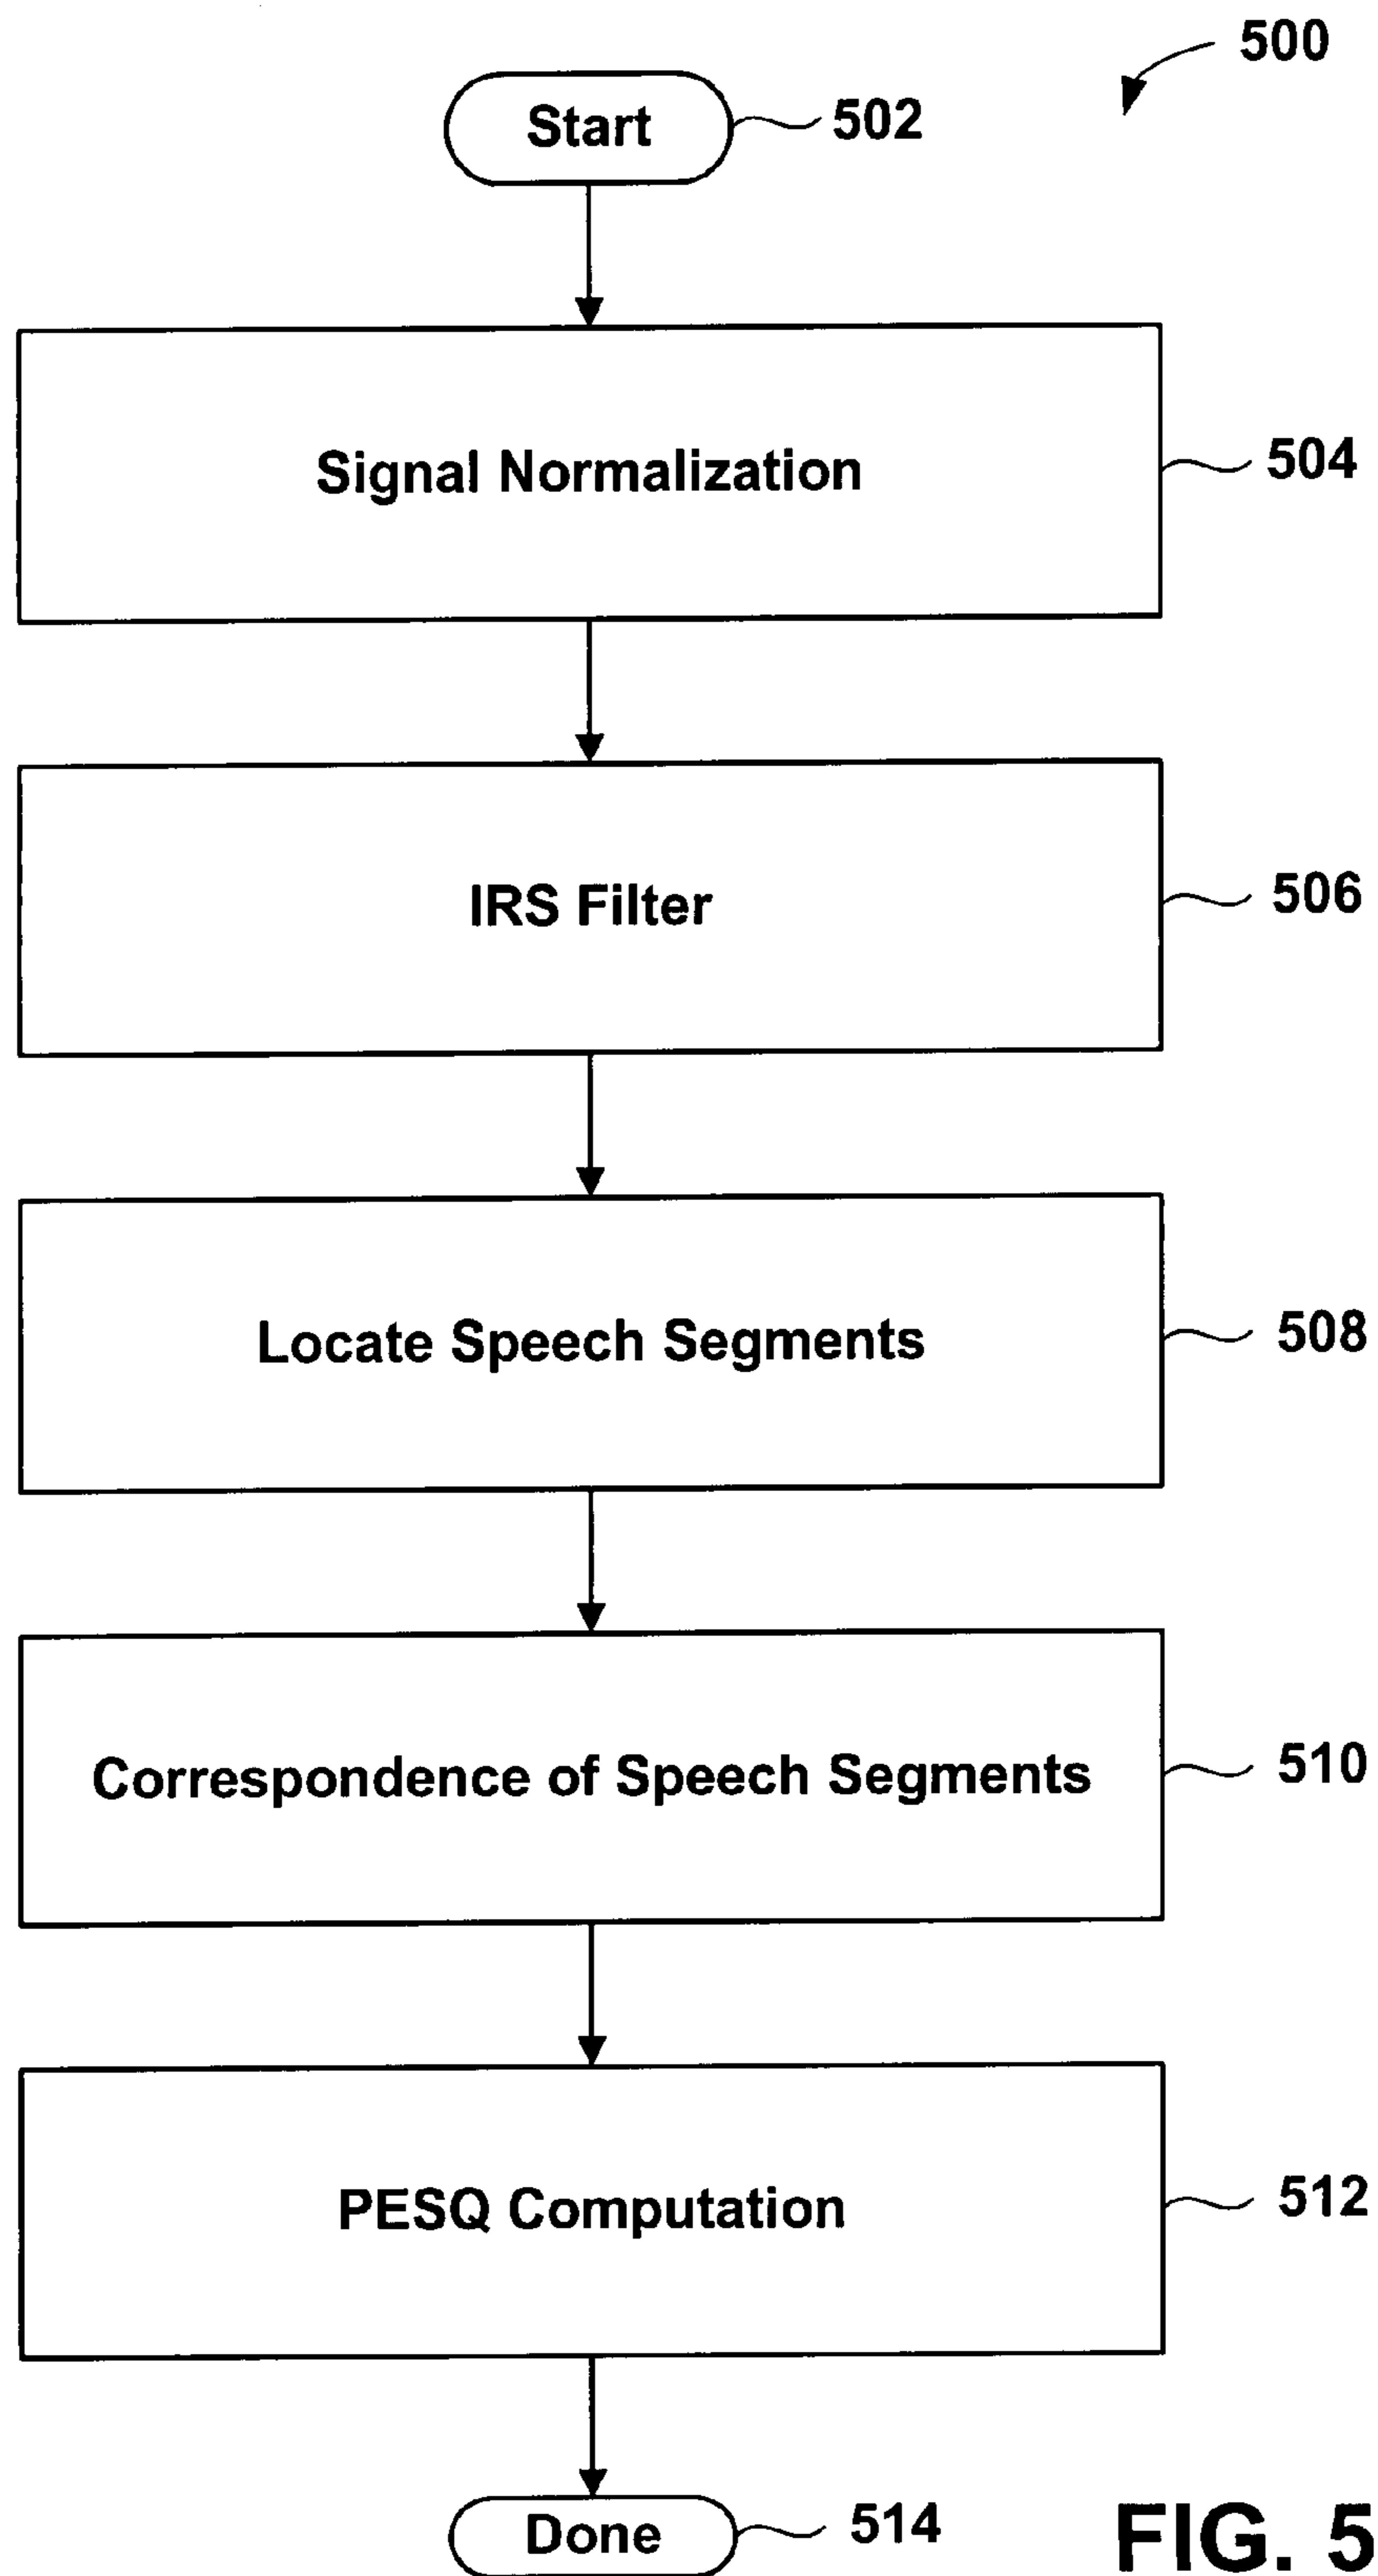 500
Start
502
Signal Normalization
504
IRS Filter
506
Locate Speech Segments
508
Correspondence of Speech Segments
510
PESQ Computation
512
Done
514
FIG. 5